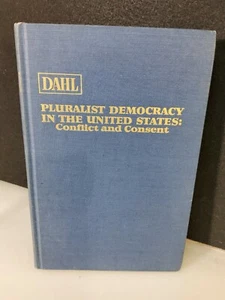 DAHL
PLURALIST DEMOCRACY
IN THE UNITED STATES:
Conflict and Consent